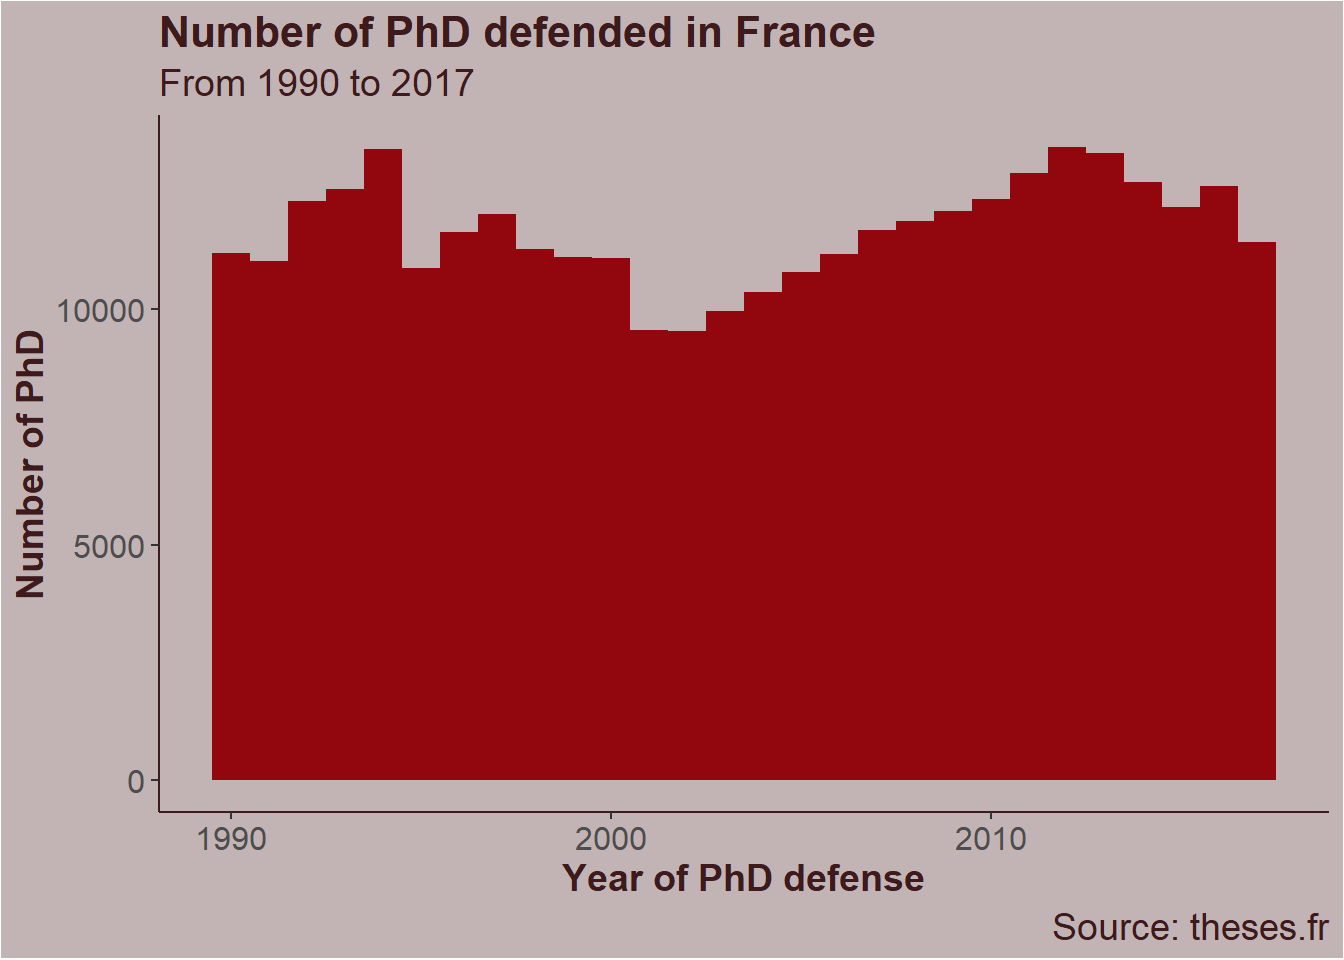 Number of PhD defended in France
From 1990 to 2017
Number of PhD
10000
5000
0
1990 2000 2010
Year of PhD defense
Source: theses.fr